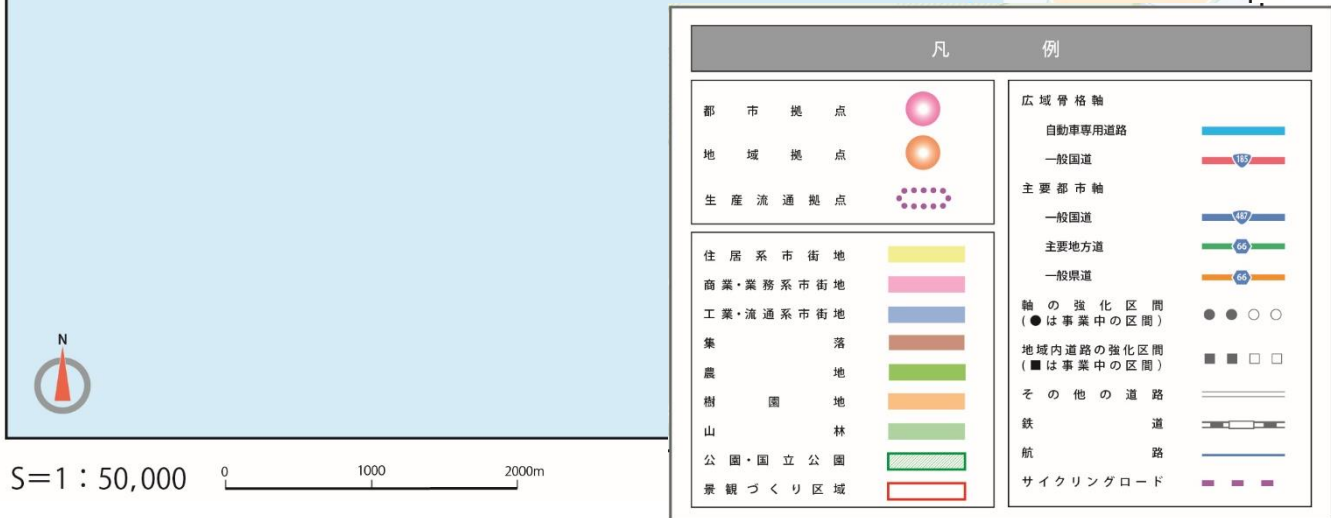 凡例
都市拠点
地域拠点
生産流通拠点
住居系市街地
商業・業務系市街地
工業・流通系市街地
集落
農地
樹園地
山林
公園・国立公園
景観づくり区域
広域骨格軸
自動車専用道路
一般国道 185
主要都市軸
一般国道 487
主要地方道 66
一般県道 66
軸の強化区間
(●は事業中の区間)
地域内道路の強化区間
(■は事業中の区間)
その他の道路
鉄道
航路
サイクリングロード
N
S=1:50,000 0 1000 2000m